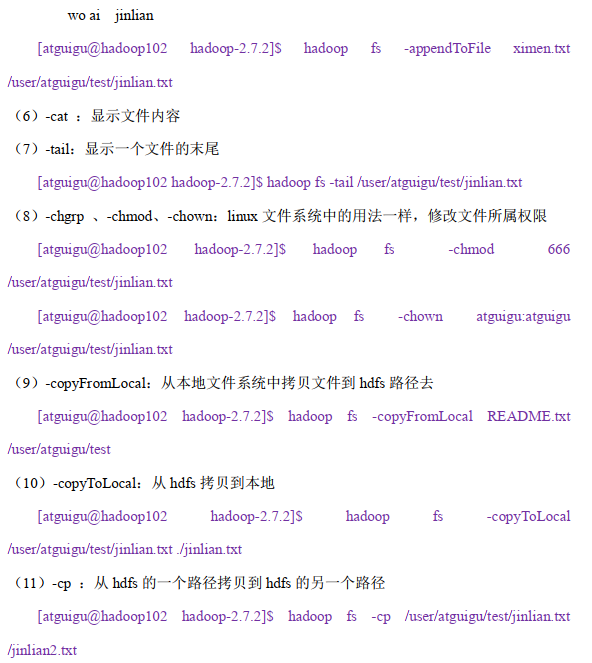 wo ai jinlian
[atguigu@hadoop102 hadoop-2.7.2]$ hadoop fs -appendToFile ximen.txt
/user/atguigu/test/jinlian.txt
（6）-cat ：显示文件内容
（7）-tail：显示一个文件的末尾
[atguigu@hadoop102 hadoop-2.7.2]$ hadoop fs -tail /user/atguigu/test/jinlian.txt
（8）-chgrp 、-chmod、-chown：linux 文件系统中的用法一样，修改文件所属权限
[atguigu@hadoop102 hadoop-2.7.2]$ hadoop fs -chmod 666
/user/atguigu/test/jinlian.txt
[atguigu@hadoop102 hadoop-2.7.2]$ hadoop fs -chown atguigu:atguigu
/user/atguigu/test/jinlian.txt
（9）-copyFromLocal：从本地文件系统中拷贝文件到 hdfs 路径去
[atguigu@hadoop102 hadoop-2.7.2]$ hadoop fs -copyFromLocal README.txt
/user/atguigu/test
（10）-copyToLocal：从 hdfs 拷贝到本地
[atguigu@hadoop102 hadoop-2.7.2]$ hadoop fs -copyToLocal
/user/atguigu/test/jinlian.txt ./jinlian.txt
（11）-cp ：从 hdfs 的一个路径拷贝到 hdfs 的另一个路径
[atguigu@hadoop102 hadoop-2.7.2]$ hadoop fs -cp /user/atguigu/test/jinlian.txt
/jinlian2.txt